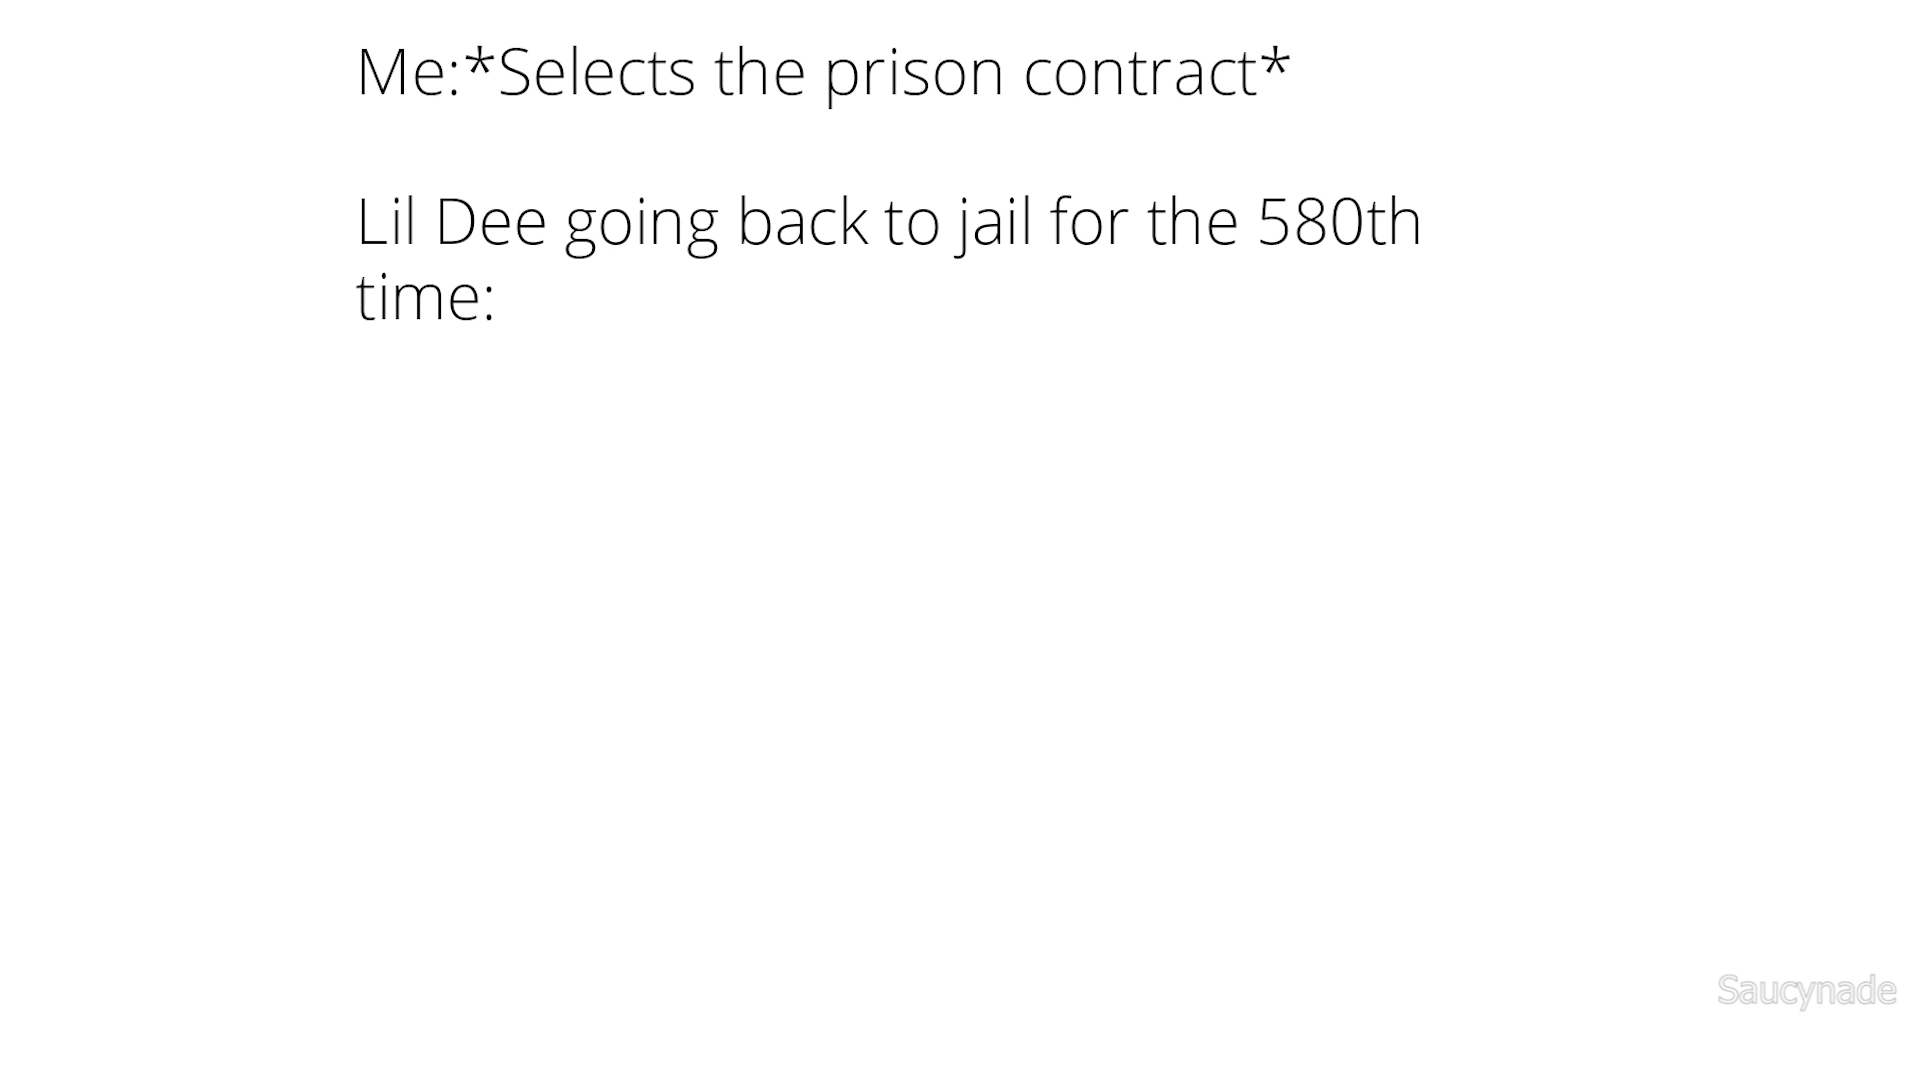 Me:*Selects the prison contract*
Lil Dee going back to jail for the 580th
time:
Saucynade